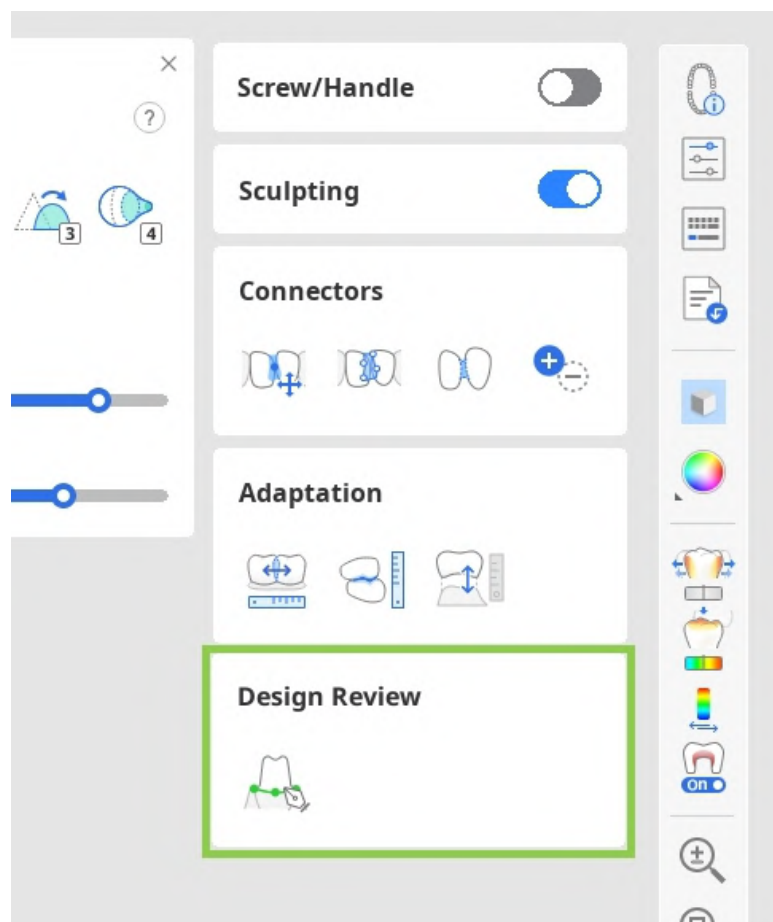 ?
3
4
Screw/Handle
Sculpting
Connectors
Adaptation
Design Review
On